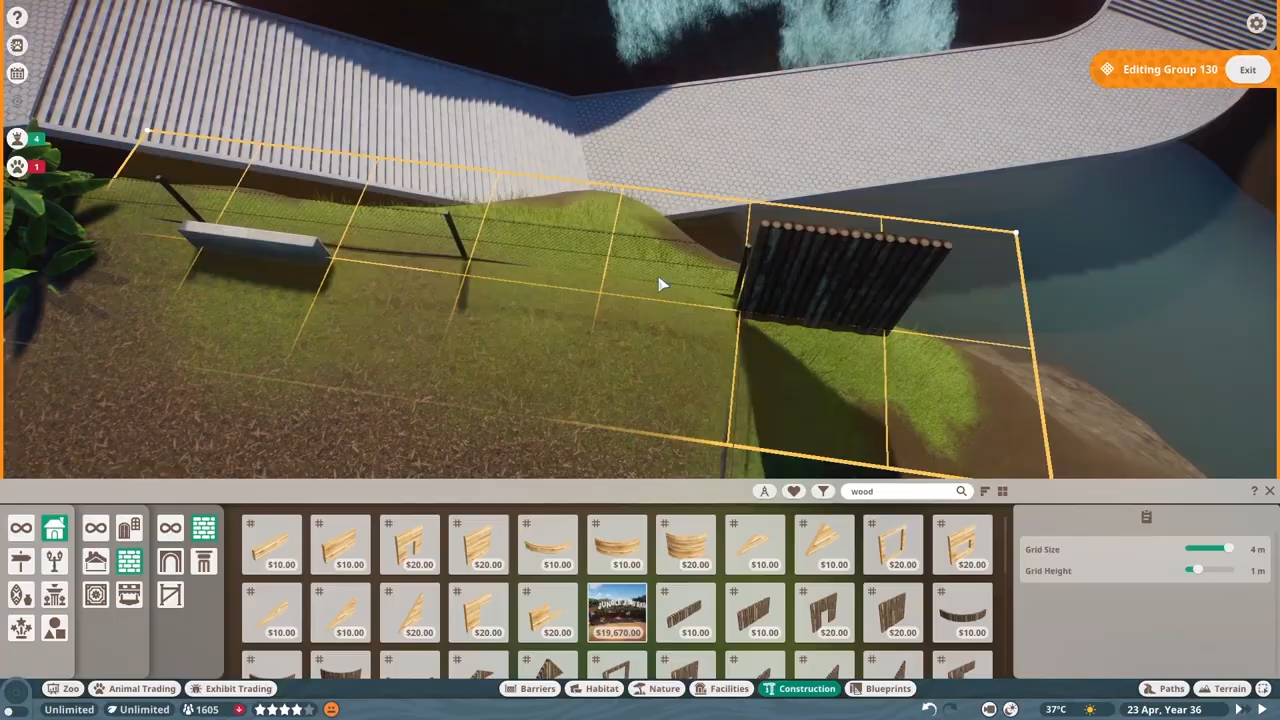 ?
Editing Group 130
Exit
4
1
wood
?
$10.00 $10.00 $20.00 $20.00 $10.00 $10.00 $20.00 $10.00 $10.00 $20.00 $20.00
$10.00 $10.00 $20.00 $20.00 $20.00 $19,670.00 $10.00 $10.00 $20.00 $20.00 $10.00
Grid Size 4 m
Grid Height 1 m
Zoo Animal Trading Exhibit Trading Barriers Habitat Nature Facilities Construction Blueprints Paths Terrain
Unlimited Unlimited 1605 37°C 23 Apr, Year 36